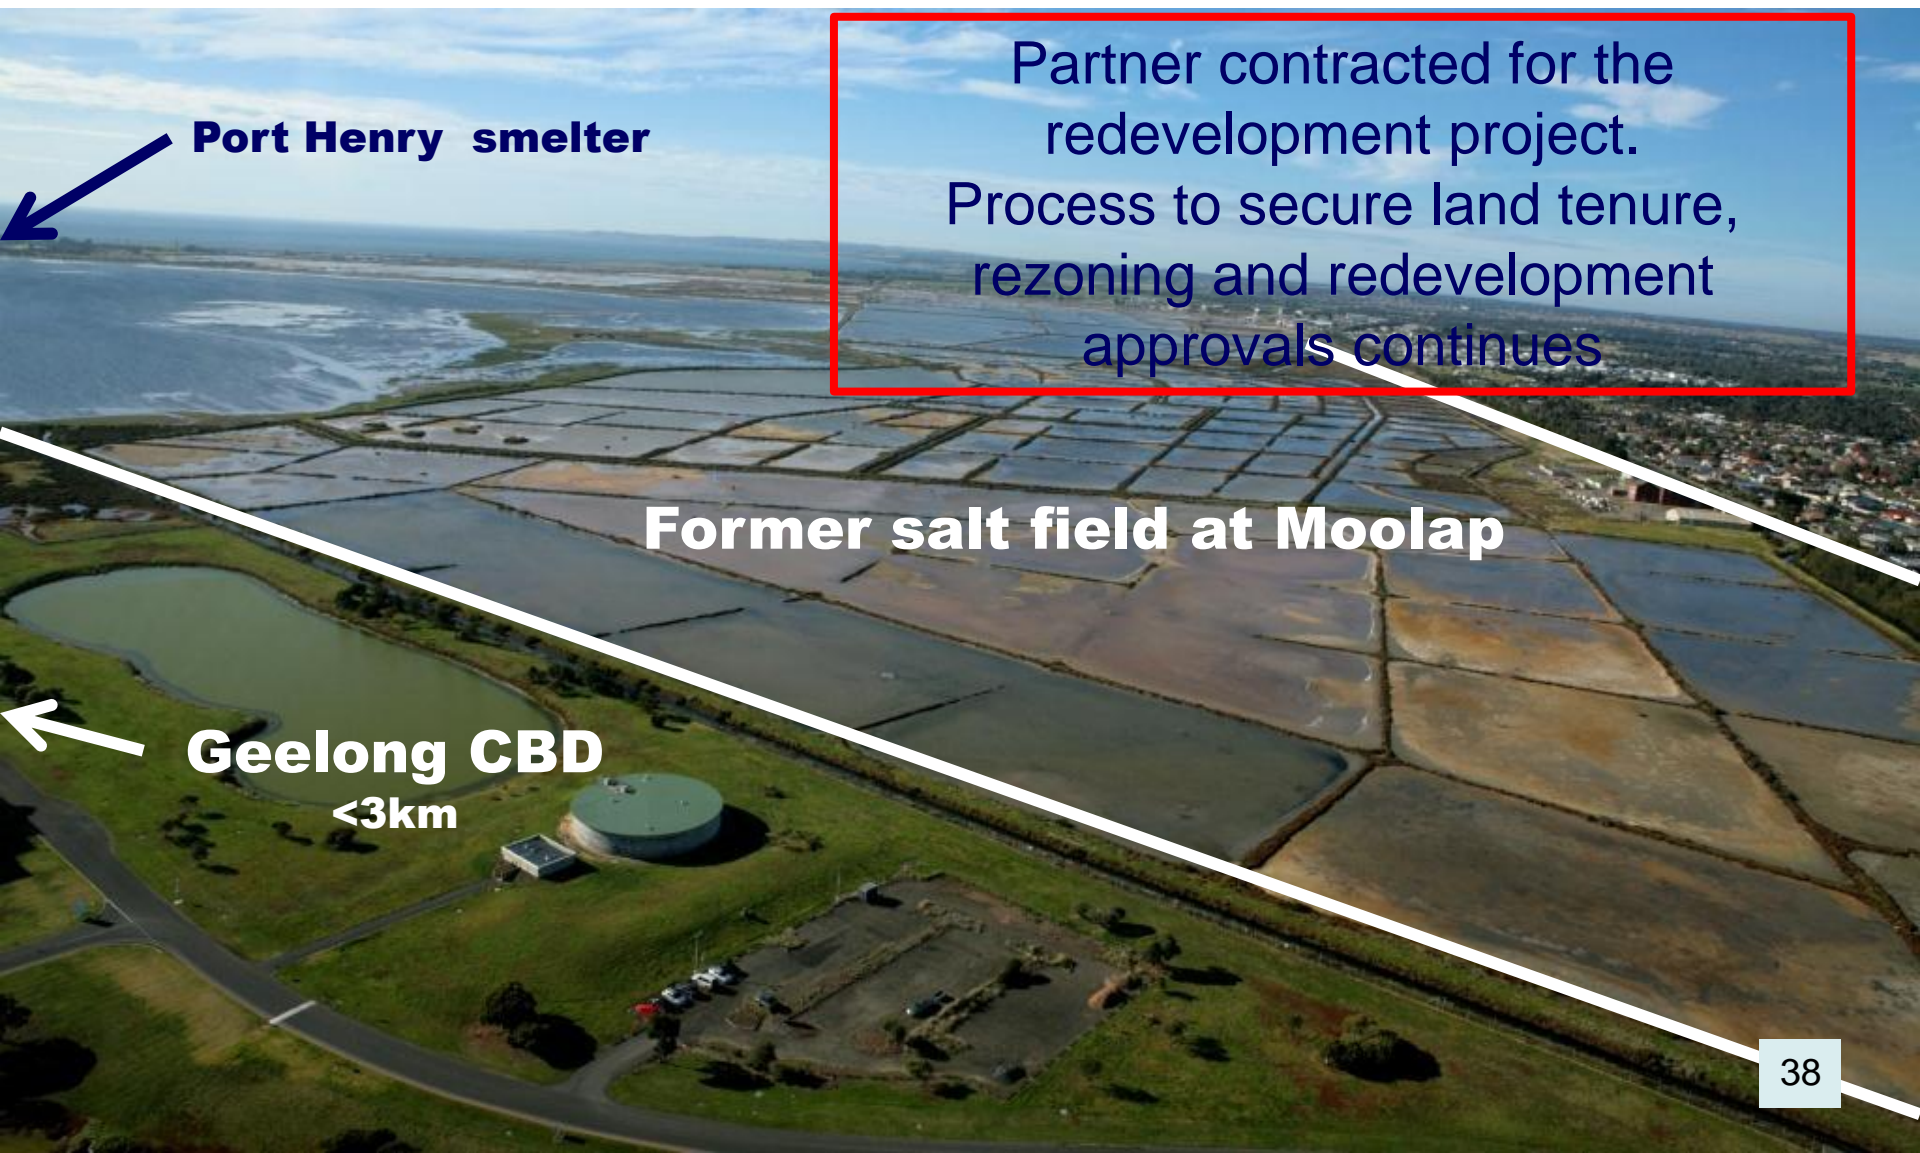 Partner contracted for the
redevelopment project.
Process to secure land tenure,
rezoning and redevelopment
approvals continues
Port Henry  smelter
Former salt field at Moolap
Geelong CBD
<3km
38